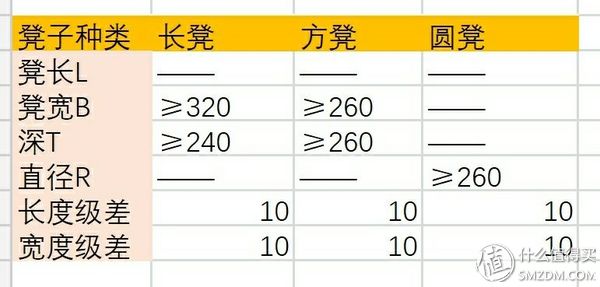 凳子种类 长凳 方凳 圆凳
凳长L —— —— ——
凳宽B ≥320 ≥260 ——
深T ≥240 ≥260 ——
直径R —— —— ≥260
长度级差 10 10 10
宽度级差 10 10 10
值 什么值得买
SMZDM.COM